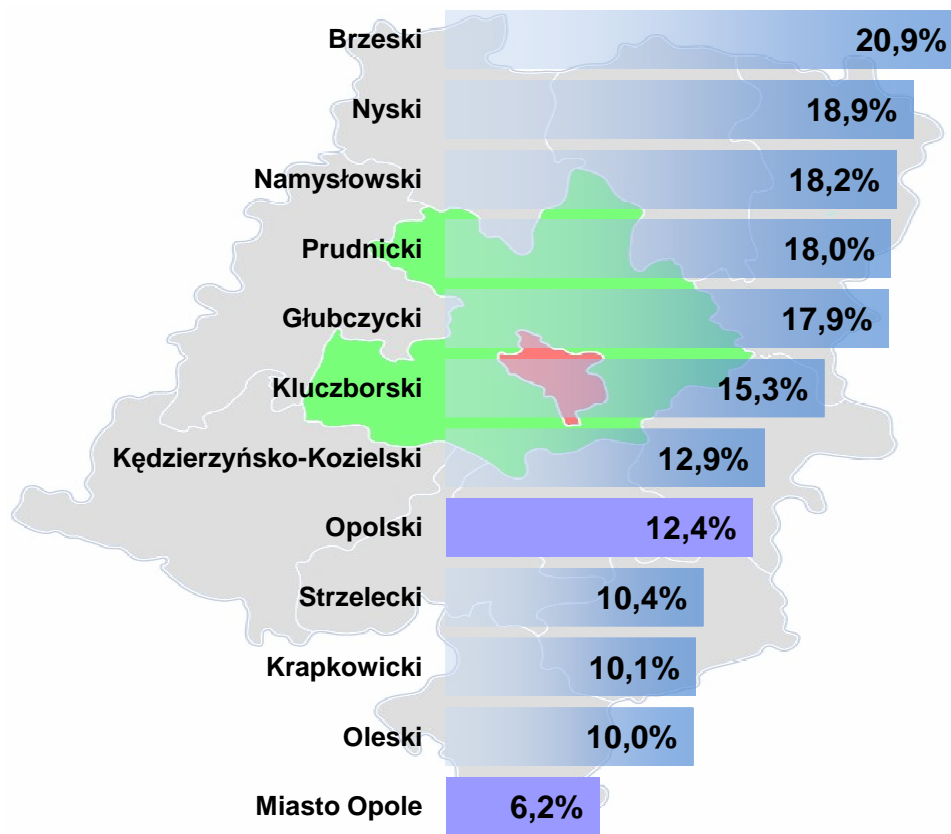 Brzeski 20,9%
Nyski 18,9%
Namysłowski 18,2%
Prudnicki 18,0%
Głubczycki 17,9%
Kluczborski 15,3%
Kędzierzyńsko-Kozielski 12,9%
Opolski 12,4%
Strzelecki 10,4%
Krapkowicki 10,1%
Oleski 10,0%
Miasto Opole 6,2%